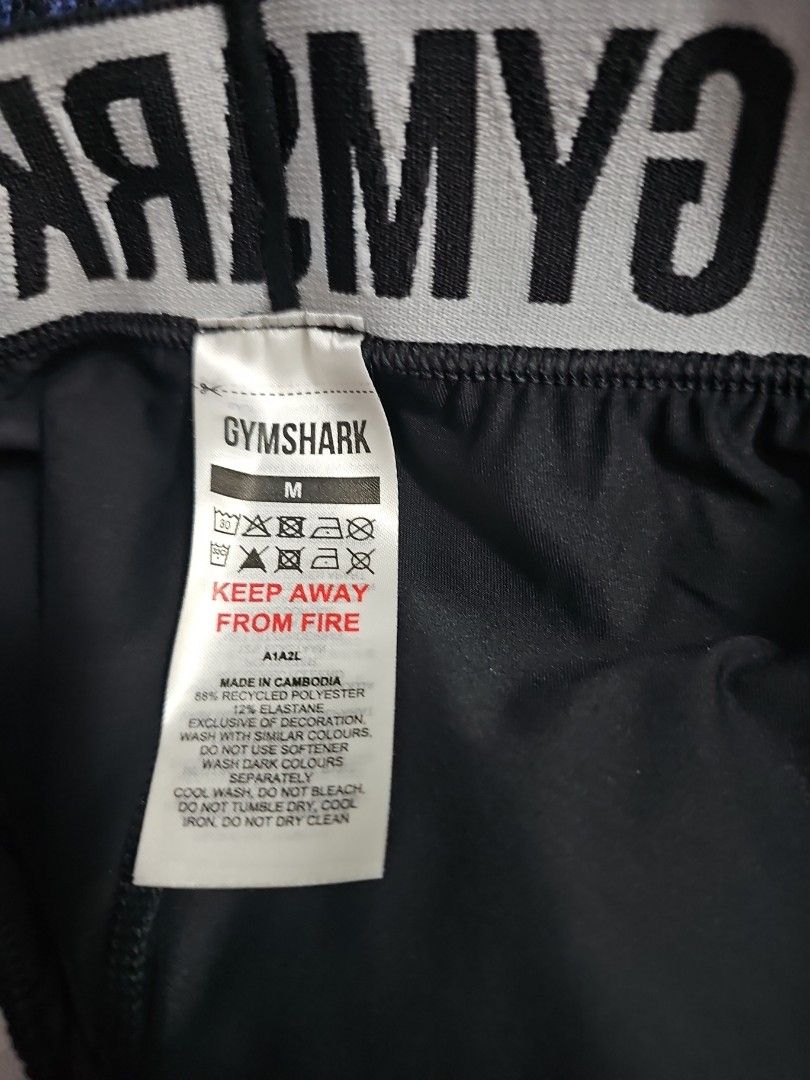 GYMSHARK
GYMSHARK
M
30
30C
KEEP AWAY
FROM FIRE
A1A2L
MADE IN CAMBODIA
88% RECYCLED POLYESTER
12% ELASTANE
EXCLUSIVE OF DECORATION,
WASH WITH SIMILAR COLOURS,
DO NOT USE SOFTENER
WASH DARK COLOURS
SEPARATELY
COOL WASH, DO NOT BLEACH,
DO NOT TUMBLE DRY, COOL
IRON, DO NOT DRY CLEAN